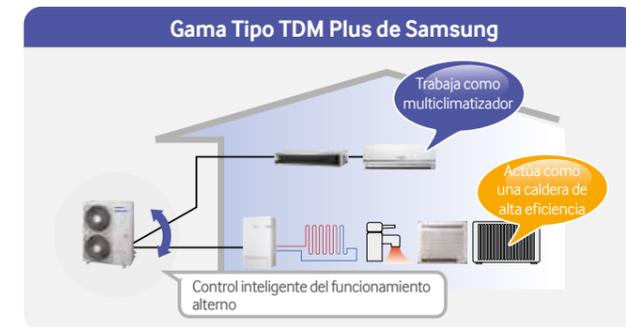 Gama Tipo TDM Plus de Samsung
Trabaja como
multiclimatizador
Actúa como
una caldera de
alta eficiencia
Control inteligente del funcionamiento
alterno